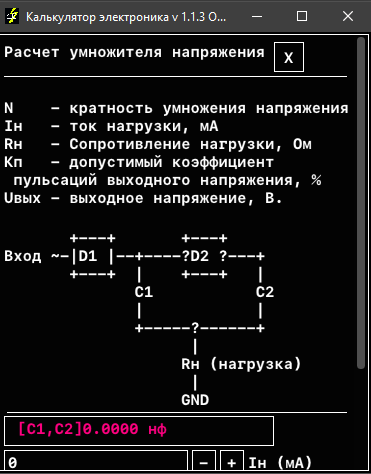 Калькулятор электроника v 1.1.3 О...
Расчет умножителя напряжения X
N   - кратность умножения напряжения
Iн  - ток нагрузки, мА
Rн  - Сопротивление нагрузки, Ом
Кп  - допустимый коэффициент
 пульсаций выходного напряжения, %
Uвых - выходное напряжение, В.
       +---+       +---+
Вход ~-|D1 |--+----?D2 ?---+
       +---+  |    +---+   |
              C1           C2
              |            |
              +-----?------+
                    |
                   Rн (нагрузка)
                    |
                   GND
[C1,C2]0.0000 нф
0 - + Iн (мА)